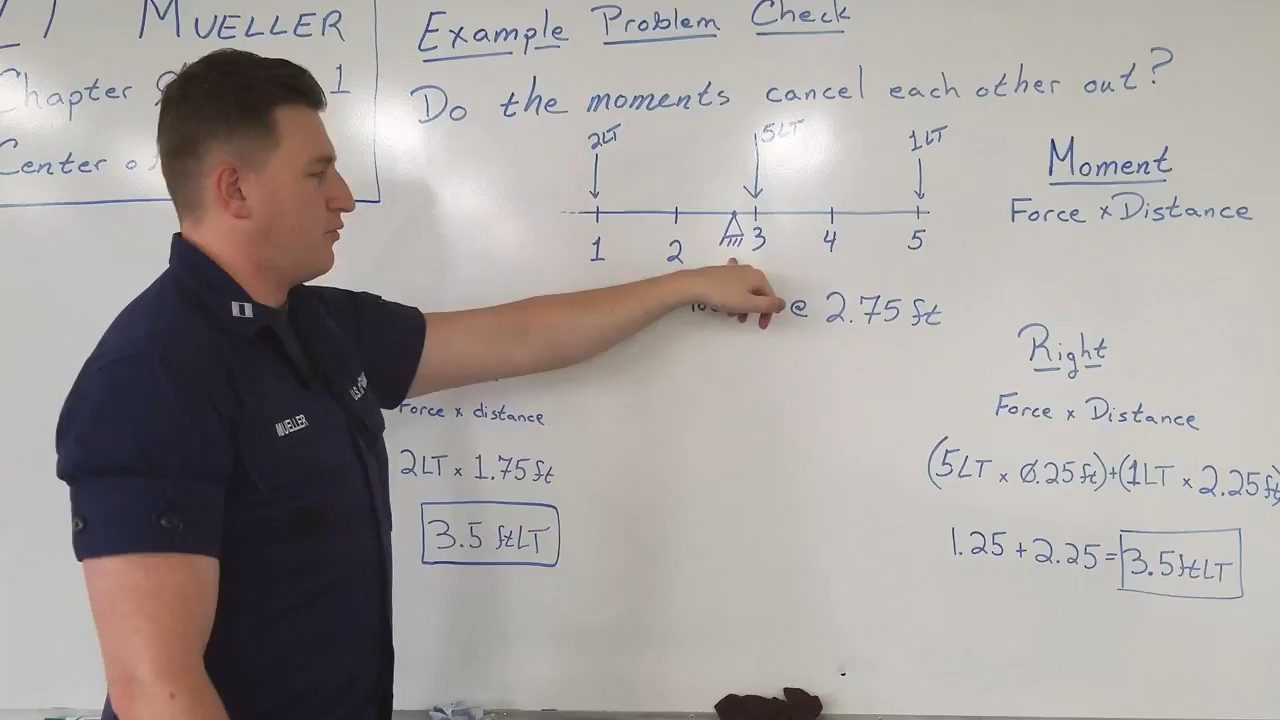 MUELLER
Chapter 1
Center o
Example Problem Check
Do the moments cancel each other out?
2LT 5LT 1LT
1 2 3 4 5
@ 2.75 ft
Moment
Force x Distance
Force x distance
2LT x 1.75 ft
3.5 ftLT
Right
Force x Distance
(5LT x 0.25 ft)+(1LT x 2.25 ft)
1.25 + 2.25 = 3.5 ftLT
MUELLER